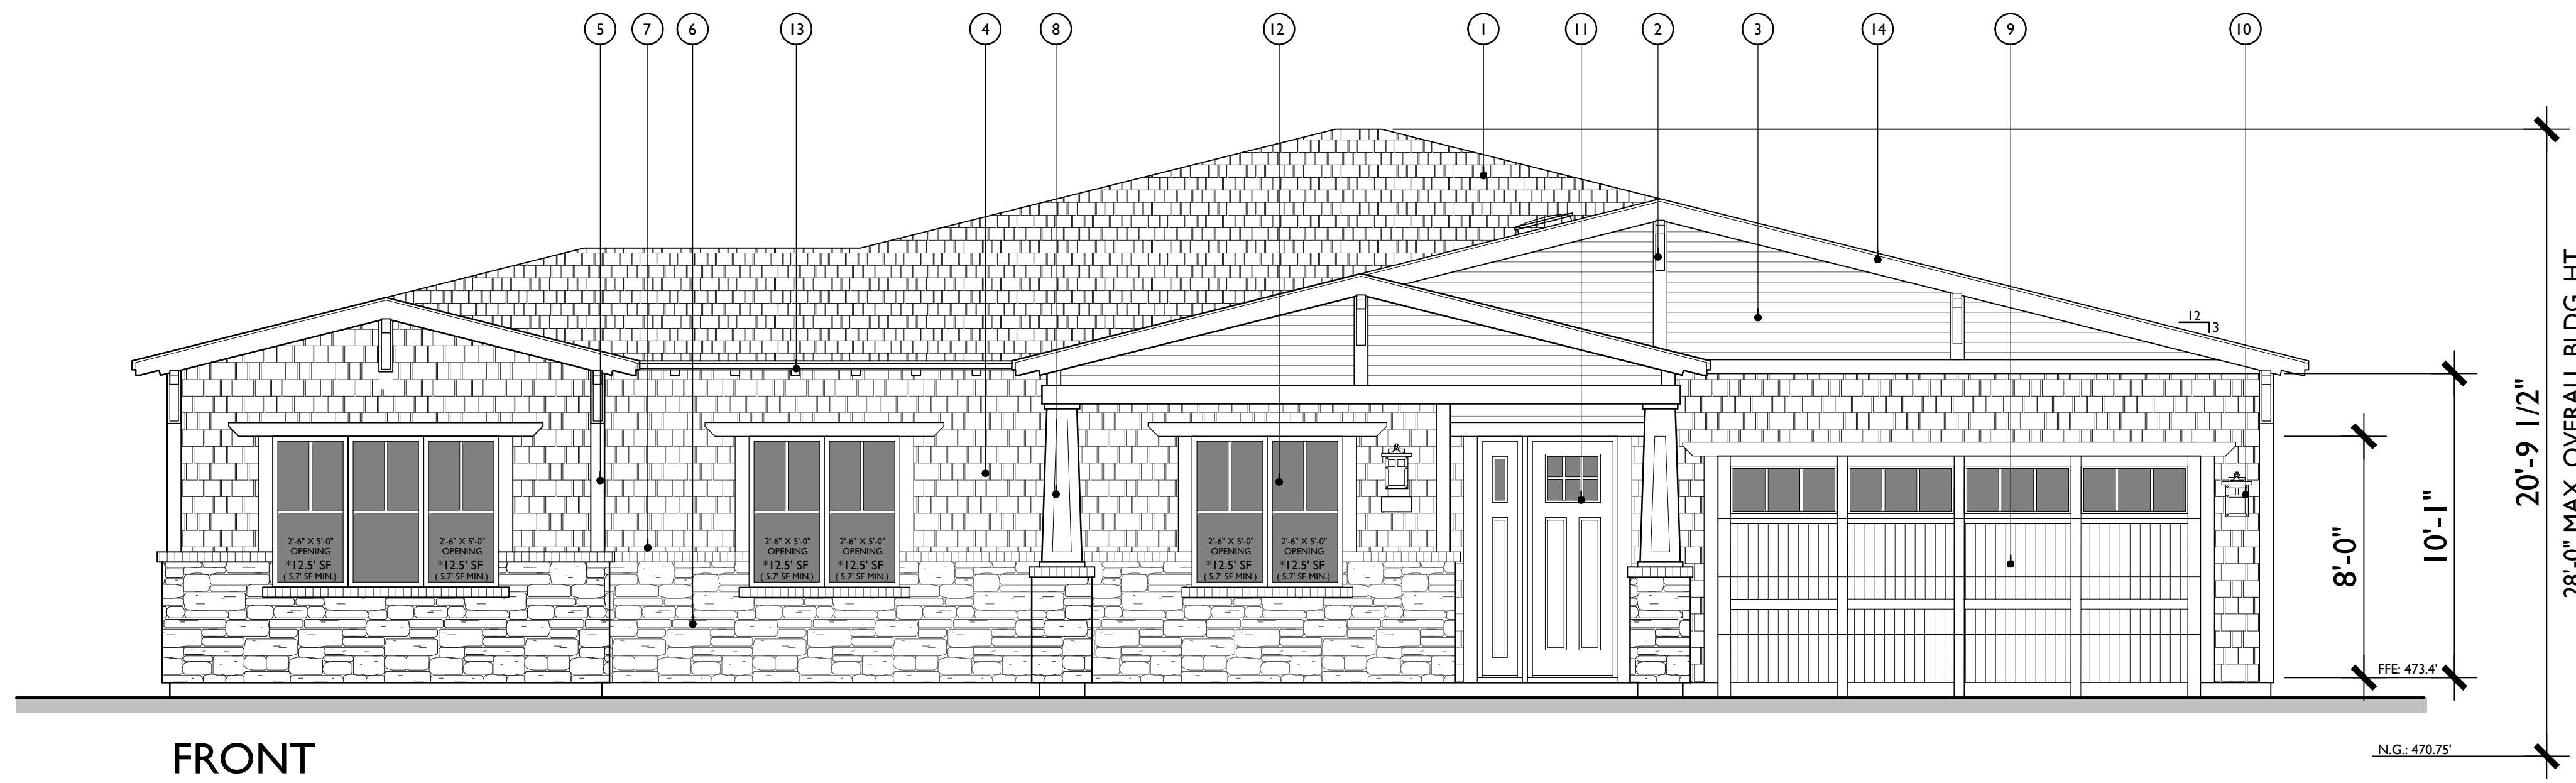 5 7 6 13 4 8 12 1 11 2 3 14 9 10
12
3
2'-6" X 5'-0"
OPENING
*12.5' SF
( 5.7' SF MIN.)
2'-6" X 5'-0"
OPENING
*12.5' SF
( 5.7' SF MIN.)
2'-6" X 5'-0"
OPENING
*12.5' SF
( 5.7' SF MIN.)
2'-6" X 5'-0"
OPENING
*12.5' SF
( 5.7' SF MIN.)
2'-6" X 5'-0"
OPENING
*12.5' SF
( 5.7' SF MIN.)
2'-6" X 5'-0"
OPENING
*12.5' SF
( 5.7' SF MIN.)
8'-0"
10'-1"
20'-9 1/2"
28'-0" MAX. OVERALL BLDG. HT
FFE: 473.4'
N.G.: 470.75'
FRONT